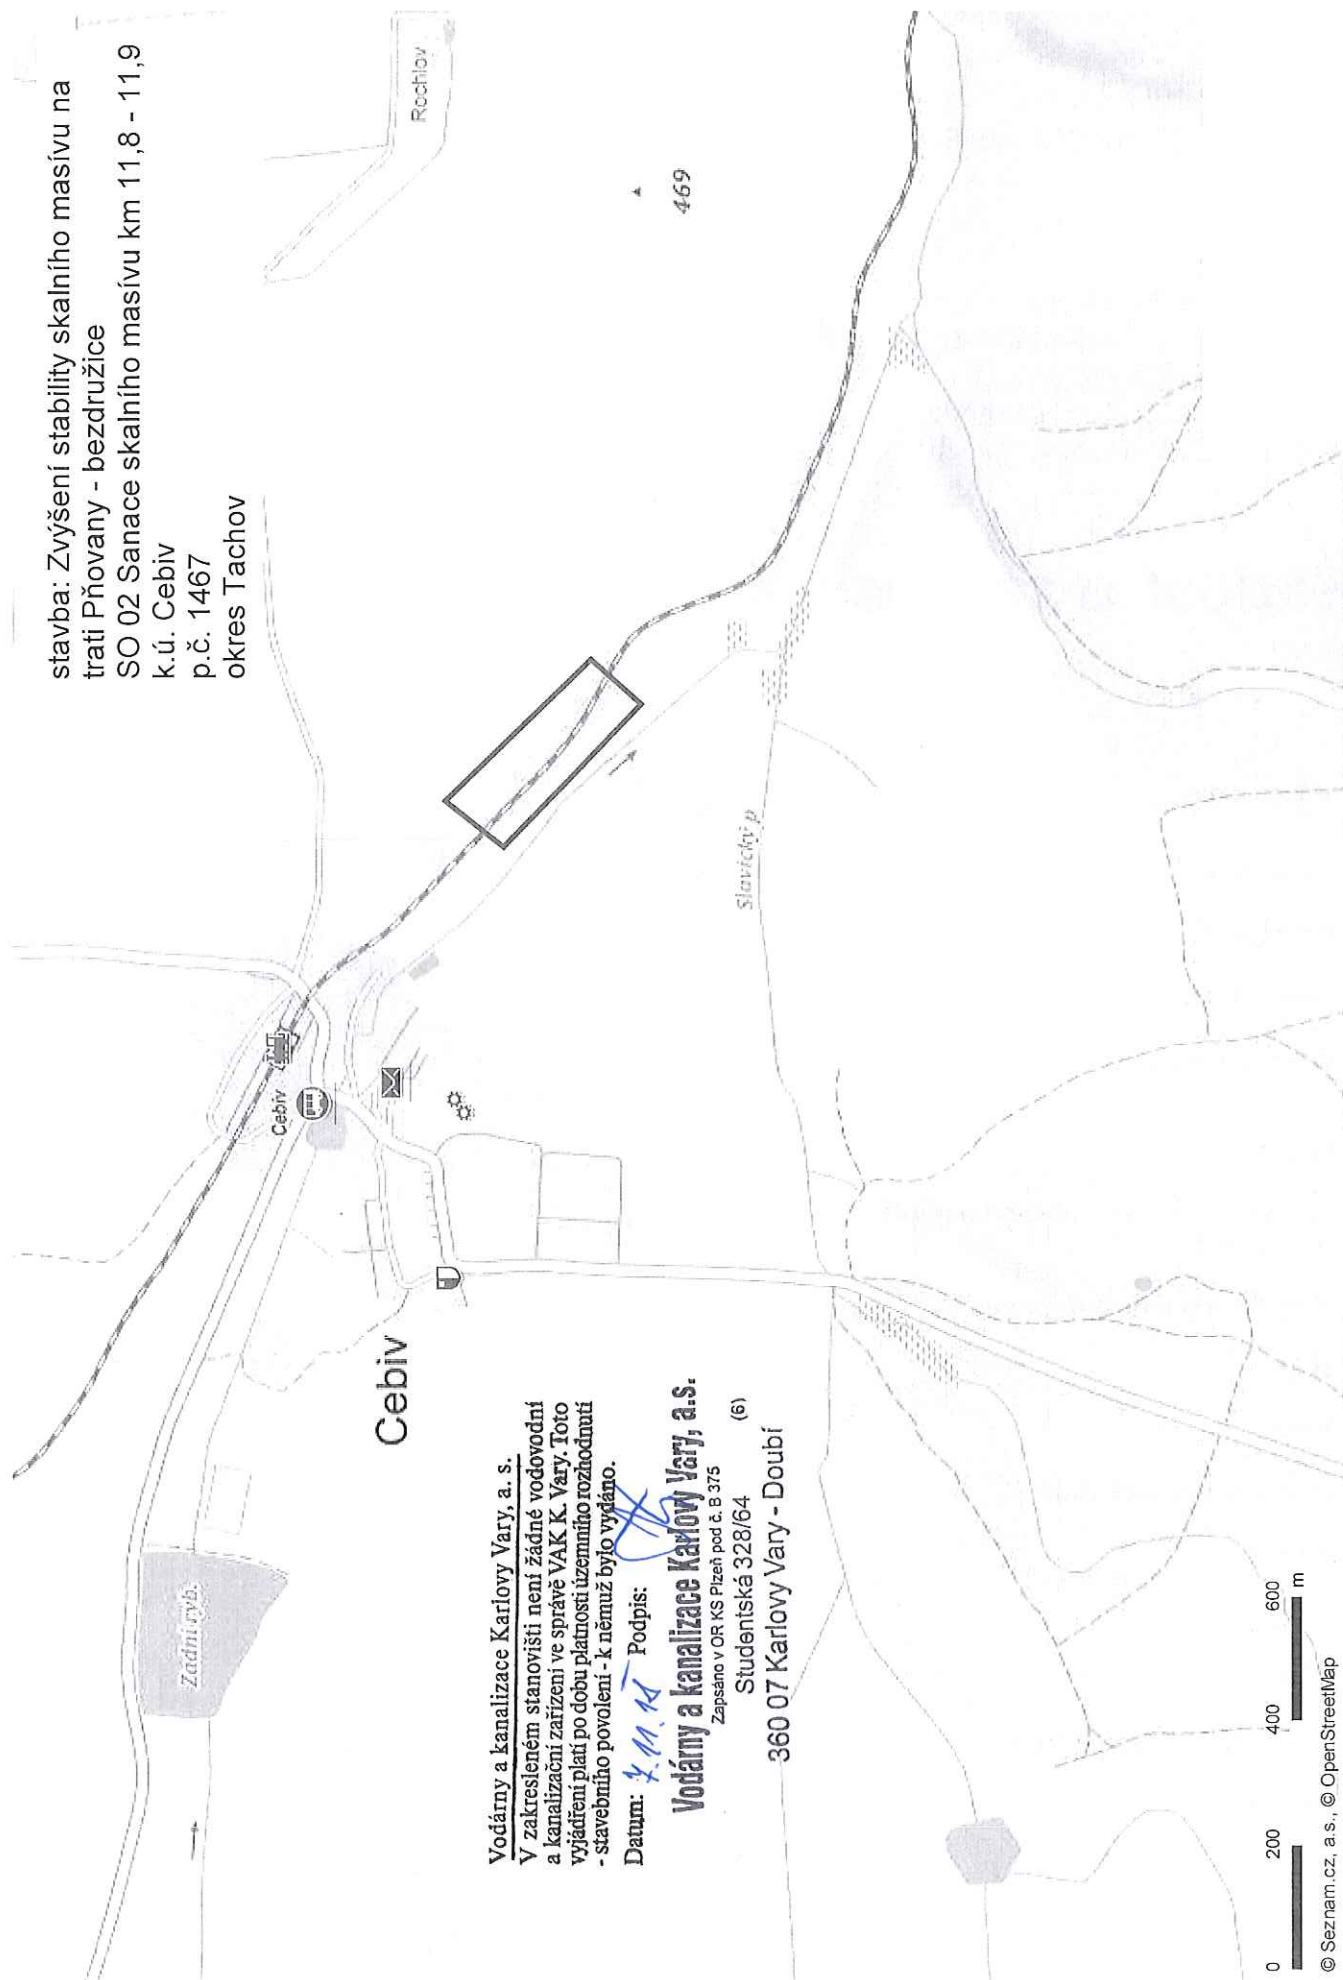 stavba: Zvýšení stability skalního masívu na
trati Pňovany - bezdružice
SO 02 Sanace skalního masívu km 11,8 - 11,9
k.ú. Cebiv
p.č. 1467
okres Tachov
Rochlov
469
Cebiv
Slavický p
Zadní ryb.
Cebiv
Vodárny a kanalizace Karlovy Vary, a. s.
V zakresleném stanovišti není žádné vodovodní
a kanalizační zařízení ve správě VAK K. Vary. Toto
vyjádření platí po dobu platnosti územního rozhodnutí
- stavebního povolení - k němuž bylo vydáno.
Datum: 7.11.18 Podpis:
Vodárny a kanalizace Karlovy Vary, a.s.
Zapsáno v OR KS Plzeň pod č. B 375
Studentská 328/64 (6)
360 07 Karlovy Vary - Doubí
0 200 400 600 m
© Seznam.cz, a.s., © OpenStreetMap